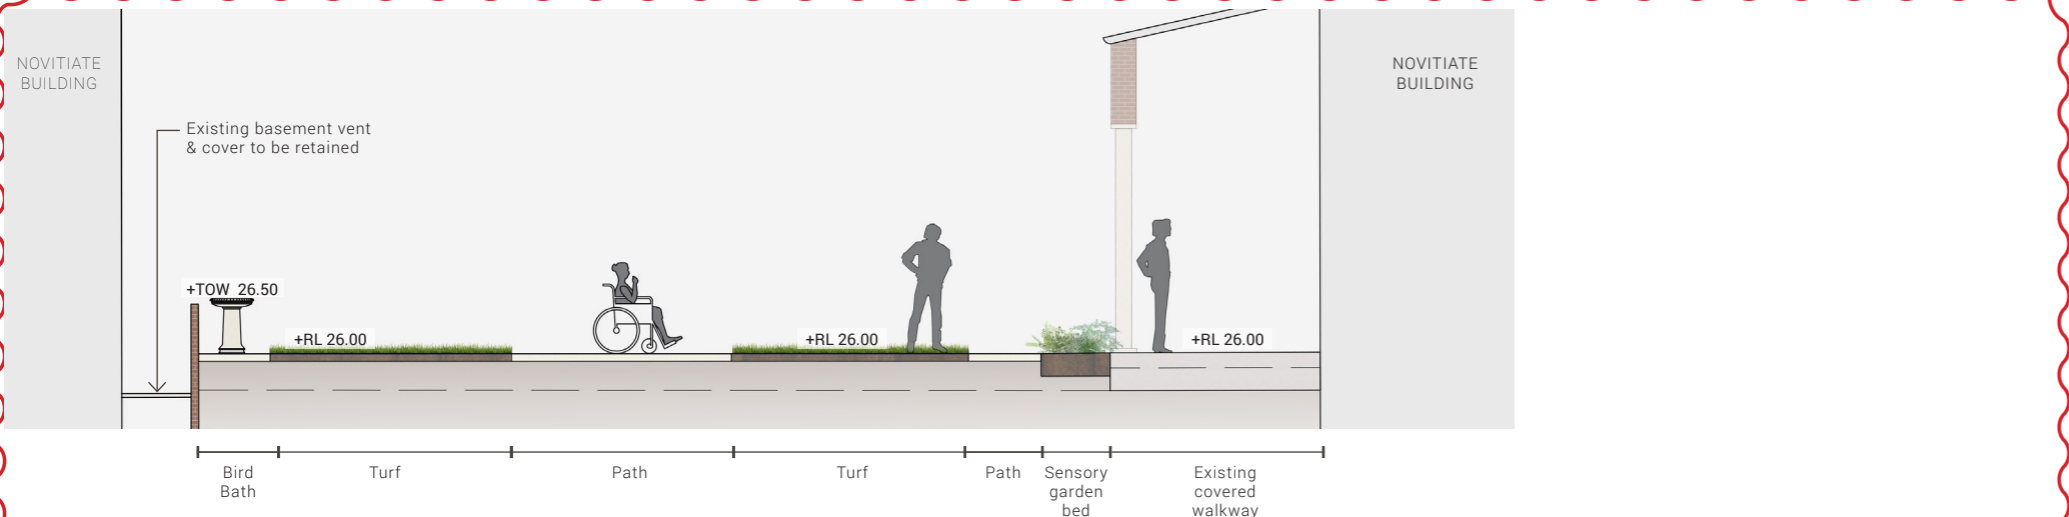 NOVITIATE
BUILDING
NOVITIATE
BUILDING
Existing basement vent
& cover to be retained
+TOW 26.50
+RL 26.00
+RL 26.00
+RL 26.00
Bird
Bath
Turf
Path
Turf
Path
Sensory
garden
bed
Existing
covered
walkway